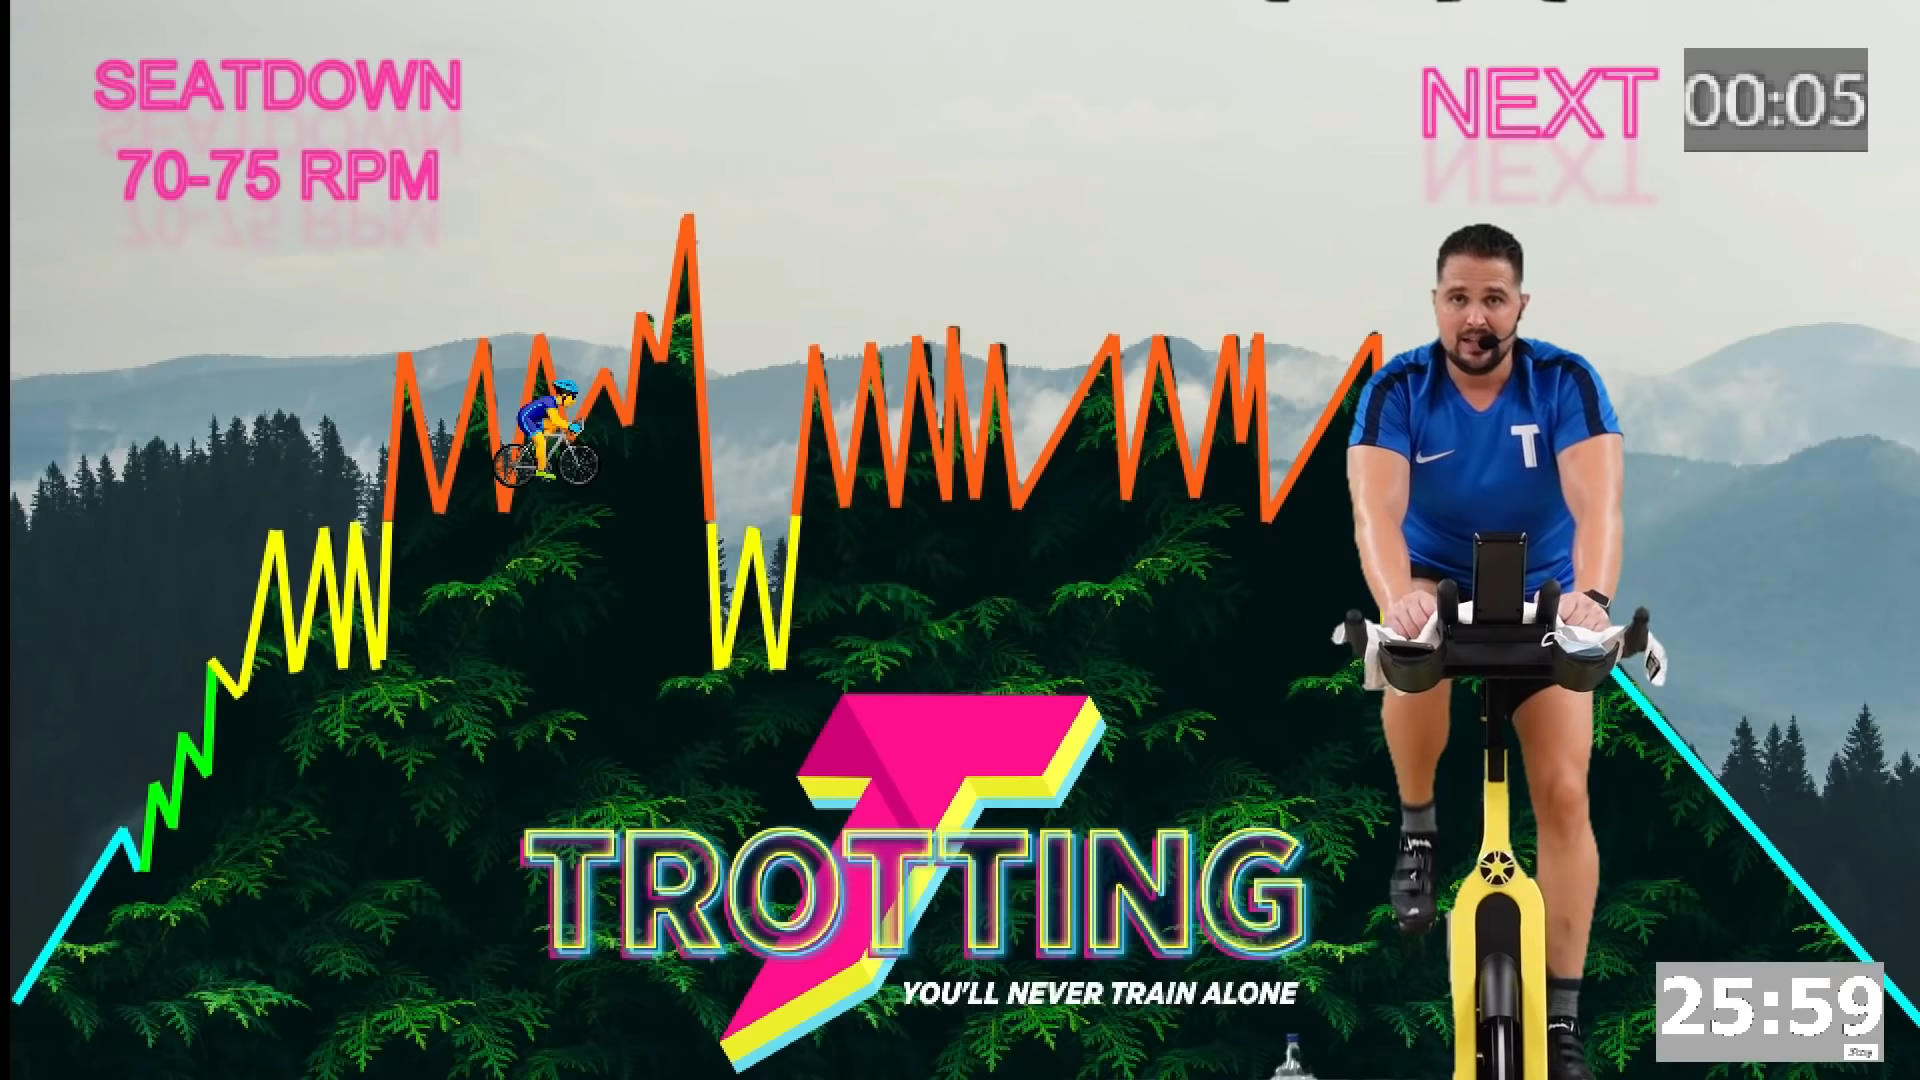 SEATDOWN
70-75 RPM
NEXT
00:05
T
TROTTING
YOU'LL NEVER TRAIN ALONE
25:59